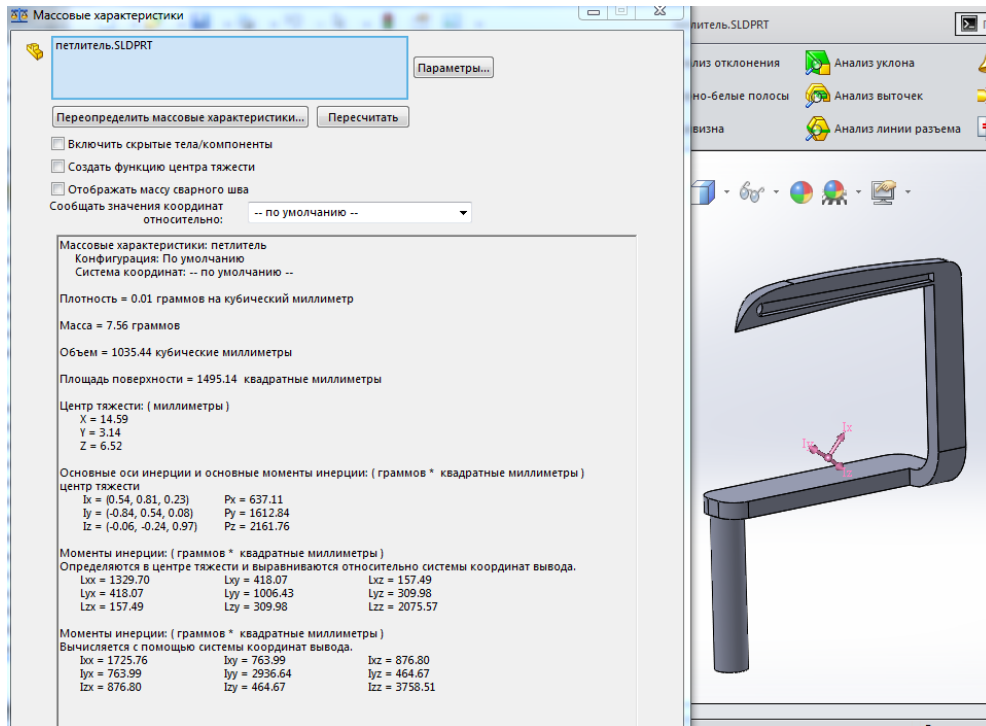 Массовые характеристики
петлитель.SLDPRT
Параметры...
Переопределить массовые характеристики...
Пересчитать
Включить скрытые тела/компоненты
Создать функцию центра тяжести
Отображать массу сварного шва
Сообщать значения координат
относительно:
-- по умолчанию --
Массовые характеристики: петлитель
Конфигурация: По умолчанию
Система координат: -- по умолчанию --
Плотность = 0.01 граммов на кубический миллиметр
Масса = 7.56 граммов
Объем = 1035.44 кубические миллиметры
Площадь поверхности = 1495.14 квадратные миллиметры
Центр тяжести: ( миллиметры )
X = 14.59
Y = 3.14
Z = 6.52
Основные оси инерции и основные моменты инерции: ( граммов * квадратные миллиметры )
центр тяжести
Ix = (0.54, 0.81, 0.23) Px = 637.11
Iy = (-0.84, 0.54, 0.08) Py = 1612.84
Iz = (-0.06, -0.24, 0.97) Pz = 2161.76
Моменты инерции: ( граммов * квадратные миллиметры )
Определяются в центре тяжести и выравниваются относительно системы координат вывода.
Lxx = 1329.70 Lxy = 418.07 Lxz = 157.49
Lyx = 418.07 Lyy = 1006.43 Lyz = 309.98
Lzx = 157.49 Lzy = 309.98 Lzz = 2075.57
Моменты инерции: ( граммов * квадратные миллиметры )
Вычисляется с помощью системы координат вывода.
Ixx = 1725.76 Ixy = 763.99 Ixz = 876.80
Iyx = 763.99 Iyy = 2936.64 Iyz = 464.67
Izx = 876.80 Izy = 464.67 Izz = 3758.51
литель.SLDPRT
лиз отклонения Анализ уклона
но-белые полосы Анализ выточек
визна Анализ линии разъема
Ix
Iy